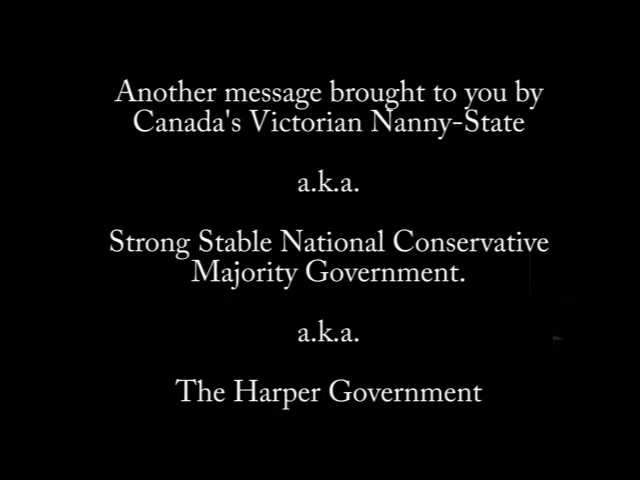 Another message brought to you by
Canada's Victorian Nanny-State
a.k.a.
Strong Stable National Conservative
Majority Government.
a.k.a.
The Harper Government